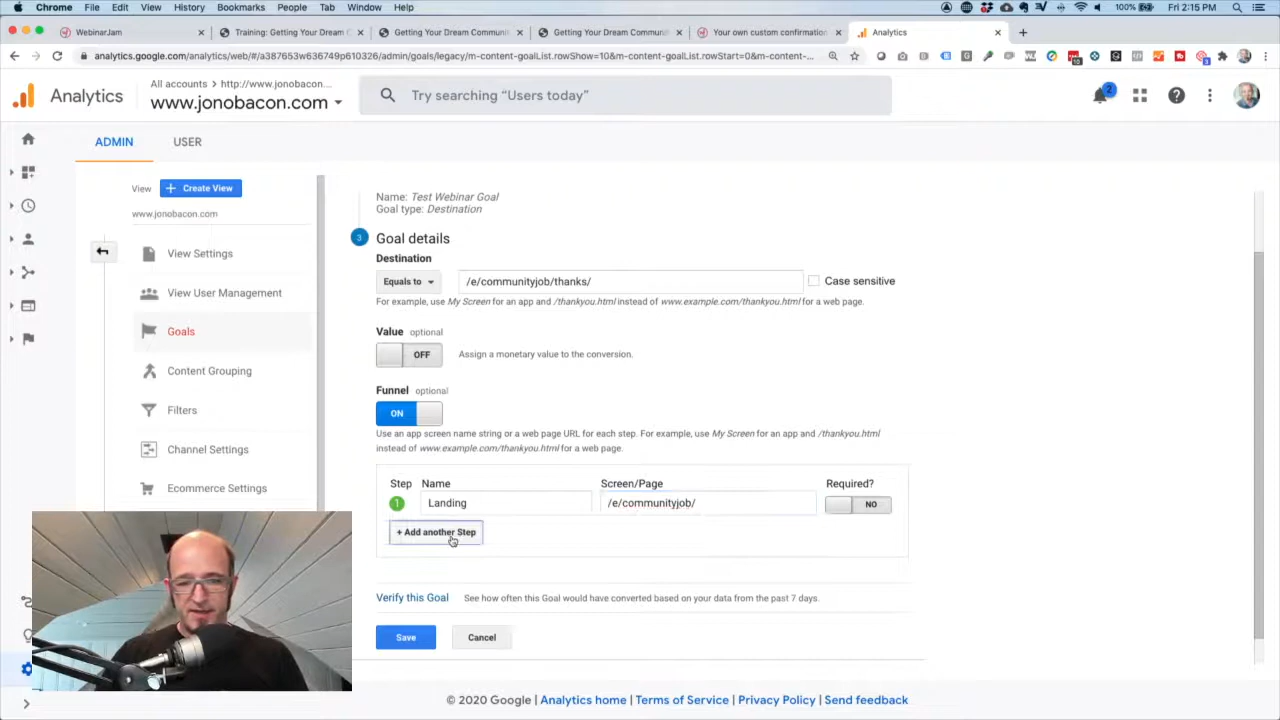 Chrome File Edit View History Bookmarks People Tab Window Help 100% Fri 2:15 PM
WebinarJam × Training: Getting Your Dream C × Getting Your Dream Communit × Getting Your Dream Communit × Your own custom confirmation × Analytics × +
analytics.google.com/analytics/web/#/a387653w636749p610326/admin/goals/legacy/m-content-goalList.rowShow=10&m-content-goalList.rowStart=0&m-content-...
Analytics
All accounts > http://www.jonobacon...
www.jonobacon.com
Try searching “Users today”
2
ADMIN USER
View + Create View
www.jonobacon.com
View Settings
View User Management
Goals
Content Grouping
Filters
Channel Settings
Ecommerce Settings
Name: Test Webinar Goal
Goal type: Destination
3 Goal details
Destination
Equals to /e/communityjob/thanks/ Case sensitive
For example, use My Screen for an app and /thankyou.html instead of www.example.com/thankyou.html for a web page.
Value optional
OFF Assign a monetary value to the conversion.
Funnel optional
ON
Use an app screen name string or a web page URL for each step. For example, use My Screen for an app and /thankyou.html
instead of www.example.com/thankyou.html for a web page.
Step Name Screen/Page Required?
1 Landing /e/communityjob/ NO
+ Add another Step
Verify this Goal See how often this Goal would have converted based on your data from the past 7 days.
Save Cancel
© 2020 Google | Analytics home | Terms of Service | Privacy Policy | Send feedback